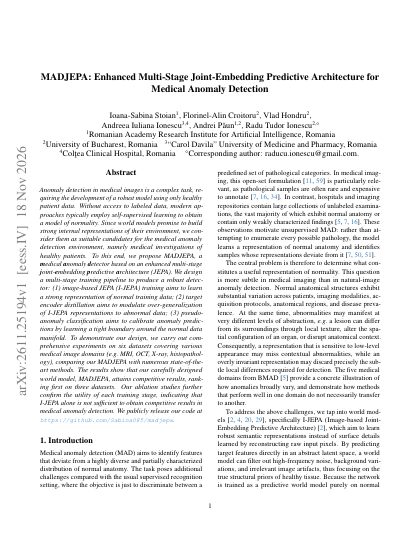 MADJEPA: Enhanced Multi-Stage Joint-Embedding Predictive Architecture for
Medical Anomaly Detection
Ioana-Sabina Stoian¹, Florinel-Alin Croitoru², Vlad Hondru²,
Andreea Iuliana Ionescu³,⁴, Andrei Păun¹,², Radu Tudor Ionescu²,◦
¹Romanian Academy Research Institute for Artificial Intelligence, Romania
²University of Bucharest, Romania ³"Carol Davila" University of Medicine and Pharmacy, Romania
⁴Colțea Clinical Hospital, Romania ◦Corresponding author: raducu.ionescu@gmail.com.
arXiv:2611.25194v1 [eess.IV] 18 Nov 2026
Abstract
Anomaly detection in medical images is a complex task, re-
quiring the development of a robust model using only healthy
patient data. Without access to labeled data, modern ap-
proaches typically employ self-supervised learning to obtain
a model of normality. Since world models promise to build
strong internal representations of their environment, we con-
sider them as suitable candidates for the medical anomaly
detection environment, namely medical investigations of
healthy patients. To this end, we propose MADJEPA, a
medical anomaly detector based on an enhanced multi-stage
joint-embedding predictive architecture (JEPA). We design
a multi-stage training pipeline to produce a robust detec-
tor: (1) image-based JEPA (I-JEPA) training aims to learn
a strong representation of normal training data; (2) target
encoder distillation aims to modulate over-generalization
of I-JEPA representations to abnormal data; (3) pseudo-
anomaly classification aims to calibrate anomaly predic-
tions by learning a tight boundary around the normal data
manifold. To demonstrate our design, we carry out com-
prehensive experiments on six datasets covering various
medical image domains (e.g. MRI, OCT, X-ray, histopathol-
ogy), comparing our MADJEPA with numerous state-of-the-
art methods. The results show that our carefully designed
world model, MADJEPA, attains competitive results, rank-
ing first on three datasets. Our ablation studies further
confirm the utility of each training stage, indicating that
I-JEPA alone is not sufficient to obtain competitive results in
medical anomaly detection. We publicly release our code at
1. Introduction
Medical anomaly detection (MAD) aims to identify features
that deviate from a highly diverse and partially characterized
distribution of normal anatomy. The task poses additional
challenges compared with the usual supervised recognition
setting, where the objective is just to discriminate between a
predefined set of pathological categories. In medical imag-
ing, this open-set formulation [11, 59] is particularly rele-
vant, as pathological samples are often rare and expensive
to annotate [7, 16, 34]. In contrast, hospitals and imaging
repositories contain large collections of unlabeled examina-
tions, the vast majority of which exhibit normal anatomy or
contain only weakly characterized findings [5, 7, 16]. These
observations motivate unsupervised MAD: rather than at-
tempting to enumerate every possible pathology, the model
learns a representation of normal anatomy and identifies
samples whose representations deviate from it [7, 50, 51].
The central problem is therefore to determine what con-
stitutes a useful representation of normality. This question
is more subtle in medical imaging than in natural-image
anomaly detection. Normal anatomical structures exhibit
substantial variation across patients, imaging modalities, ac-
quisition protocols, anatomical regions, and disease preva-
lence. At the same time, abnormalities may manifest at
very different levels of abstraction, e.g. a lesion can differ
from its surroundings through local texture, alter the spatial
configuration of an organ, or disrupt anatomical context.
Consequently, a representation that is sensitive to low-level
appearance may miss contextual abnormalities, while an
overly invariant representation may discard precisely the sub-
tle local differences required for detection. The five medical
domains from BMAD [5] provide a concrete illustration of
how anomalies broadly vary, and demonstrate how methods
that perform well in one domain do not necessarily transfer
to another.
To address the above challenges, we tap into world mod-
els [2, 4, 20, 29], specifically I-JEPA (Image-based Joint-
Embedding Predictive Architecture) [2], which aim to learn
robust semantic representations instead of surface details
learned by reconstructing raw input pixels. By predicting
target features directly in an abstract latent space, a world
model can filter out high-frequency noise, background vari-
ations, and irrelevant image artifacts, thus focusing on the
true structural priors of healthy tissue. Because the network
is trained as a predictive world model purely on normal
1